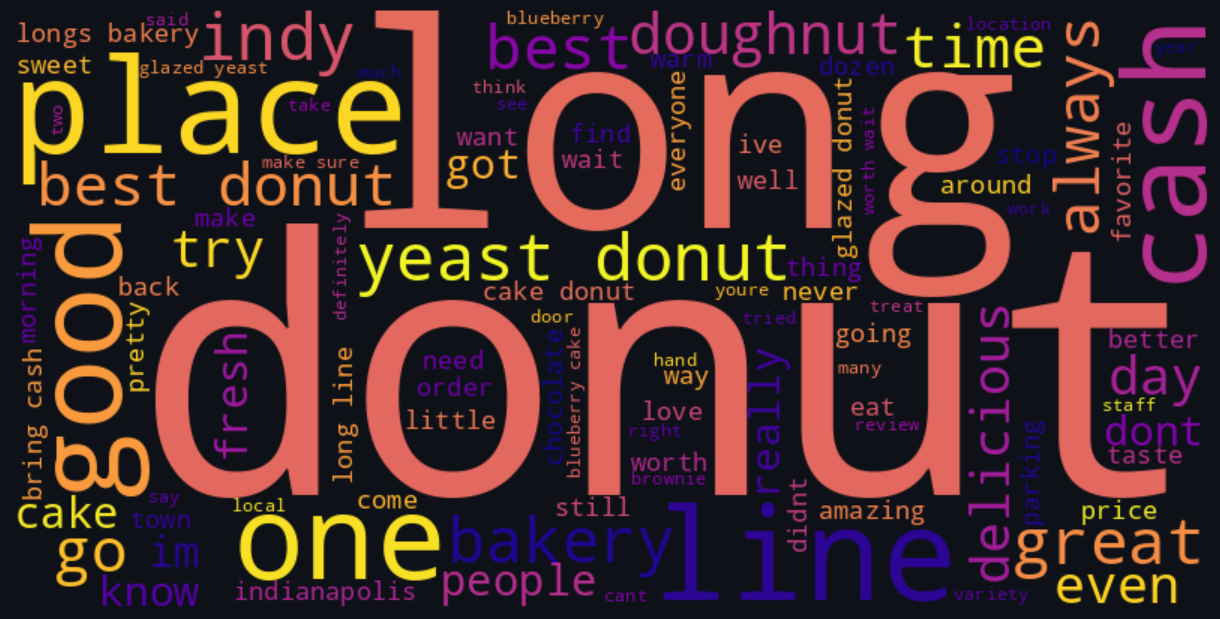 said
blueberry
location
longs bakery
indy
long
best
doughnut
time
always
cash
year
sweet
glazed yeast
much
warm
dozen
place
two
take
think
see
everyone
glazed donut
worth wait
want
find
wait
got
ive
well
favorite
stop
around
work
best donut
make sure
make
definitely
try
good
morning
yeast donut
thing
back
pretty
cake donut
youre
never
donut
door
tried
treat
fresh
long line
need
order
little
chocolate
blueberry cake
hand
way
love
right
worth
brownie
really
going
many
eat
review
delicious
better
day
staff
dont
taste
parking
bring cash
cake
say
town
local
come
still
didnt
amazing
price
go
im
one
bakery
line
great
know
indianapolis
people
cant
variety
even